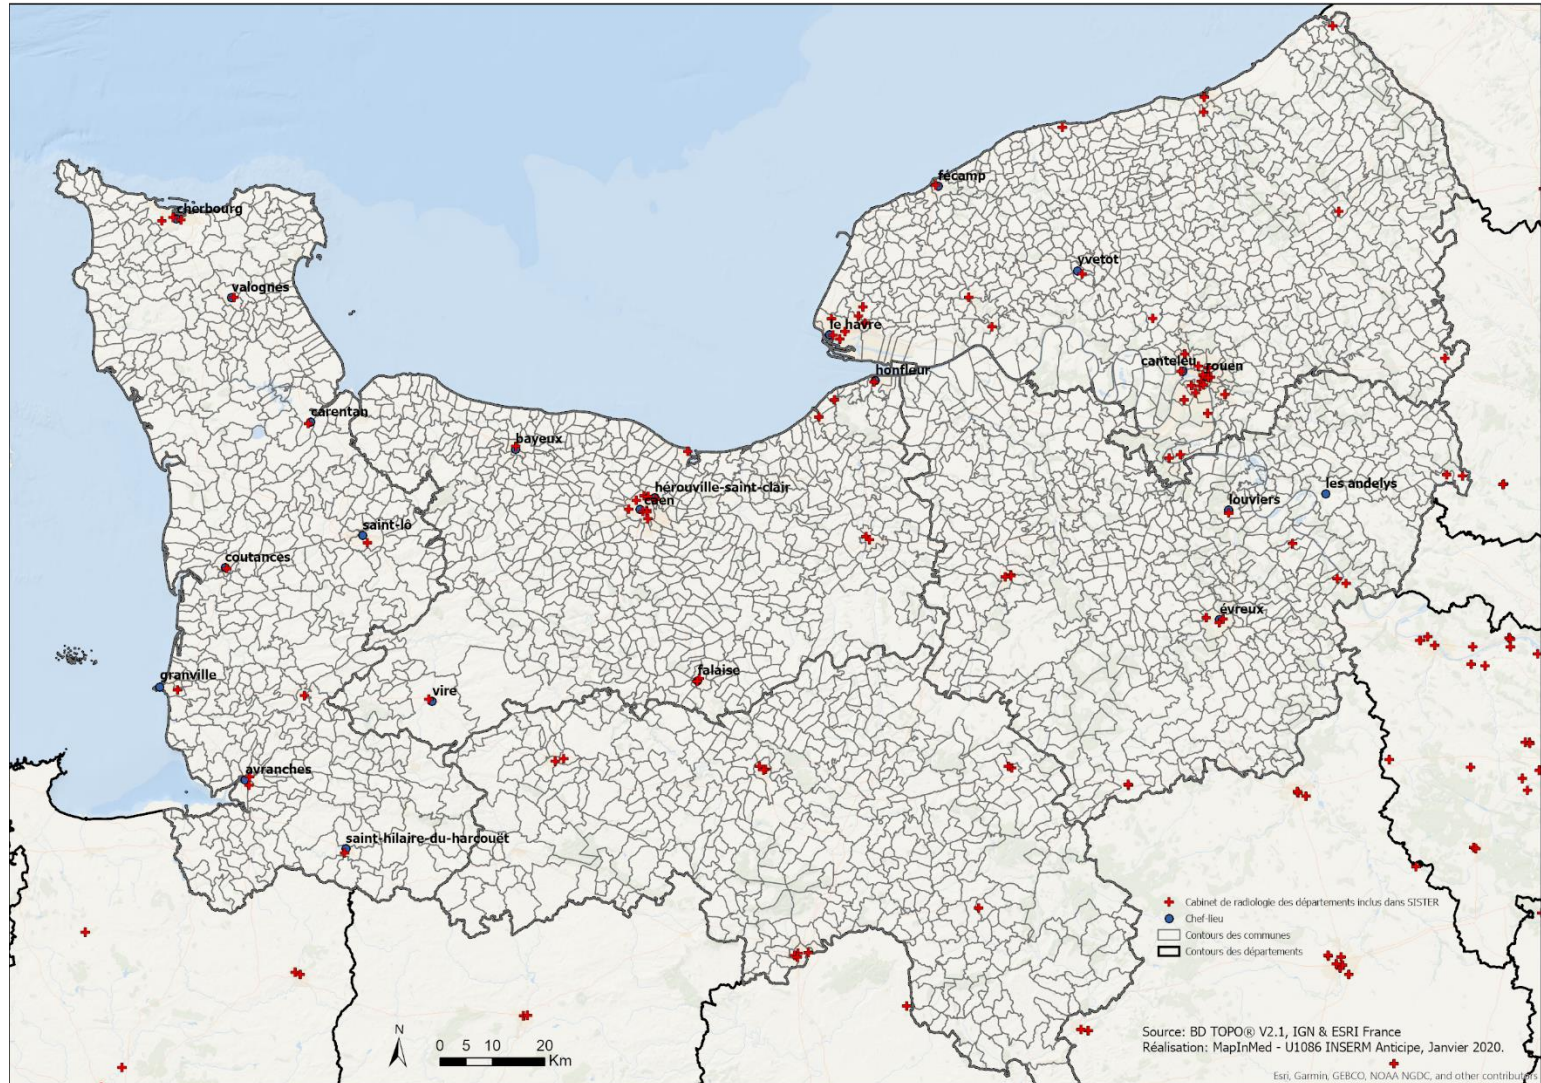 fécamp
cherbourg
yvetot
valognes
le havre
canteleu
rouen
honfleur
carentan
bayeux
hérouville-saint-clair
caen
les andelys
louviers
saint-lô
coutances
évreux
falaise
granville
vire
avranches
saint-hilaire-du-harcouët
Cabinet de radiologie des départements inclus dans SISTER
Chef-lieu
Contours des communes
Contours des départements
N
0 5 10 20
Km
Source: BD TOPO® V2.1, IGN & ESRI France
Réalisation: MapInMed - U1086 INSERM Anticipe, Janvier 2020.
Esri, Garmin, GEBCO, NOAA NGDC, and other contributors